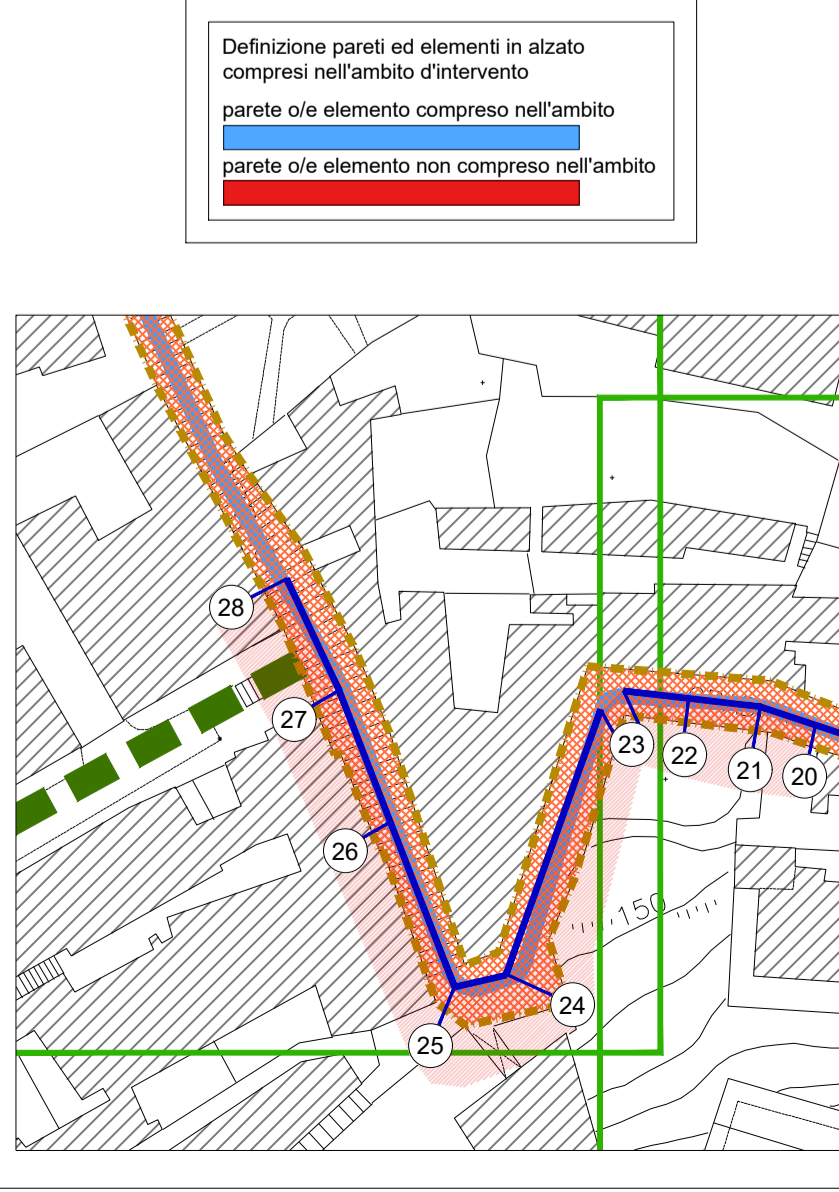 Definizione pareti ed elementi in alzato
compresi nell'ambito d'intervento
parete o/e elemento compreso nell'ambito
parete o/e elemento non compreso nell'ambito
28
27
23
22
21
20
26
150
24
25